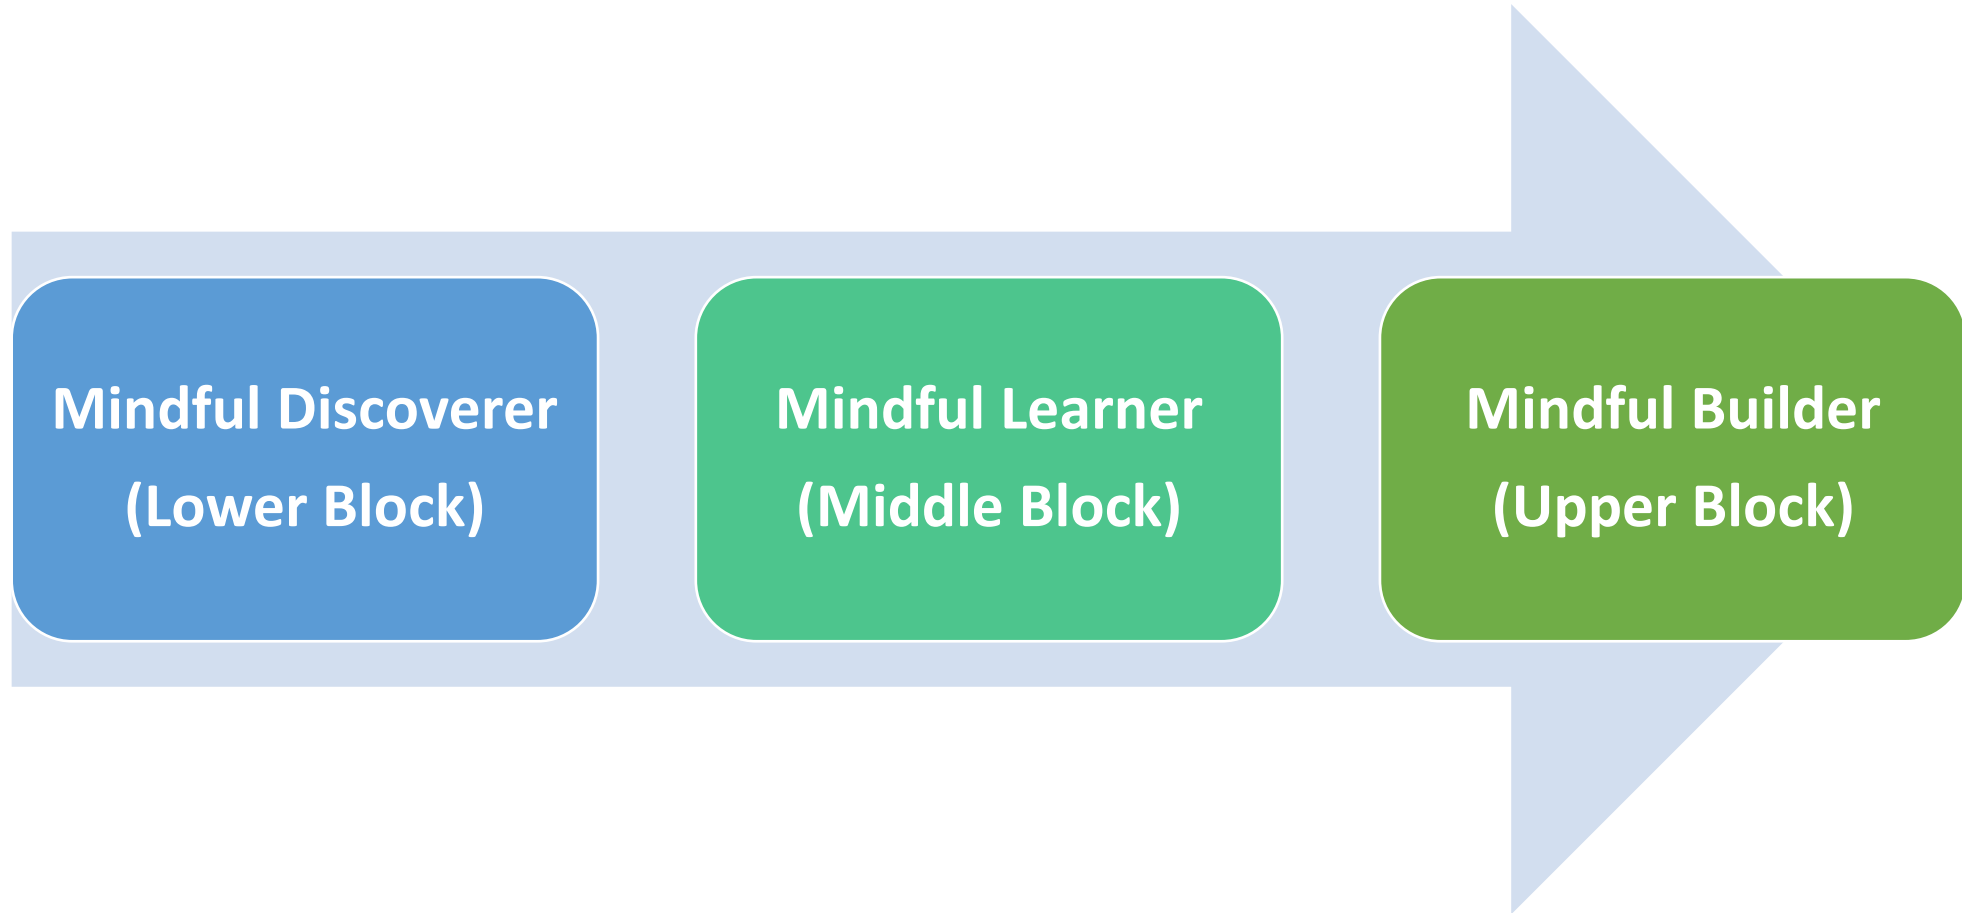 Mindful Discoverer
(Lower Block)
Mindful Learner
(Middle Block)
Mindful Builder
(Upper Block)